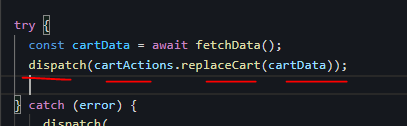 try {
const cartData = await fetchData();
dispatch(cartActions.replaceCart(cartData));
} catch (error) {
dispatch(